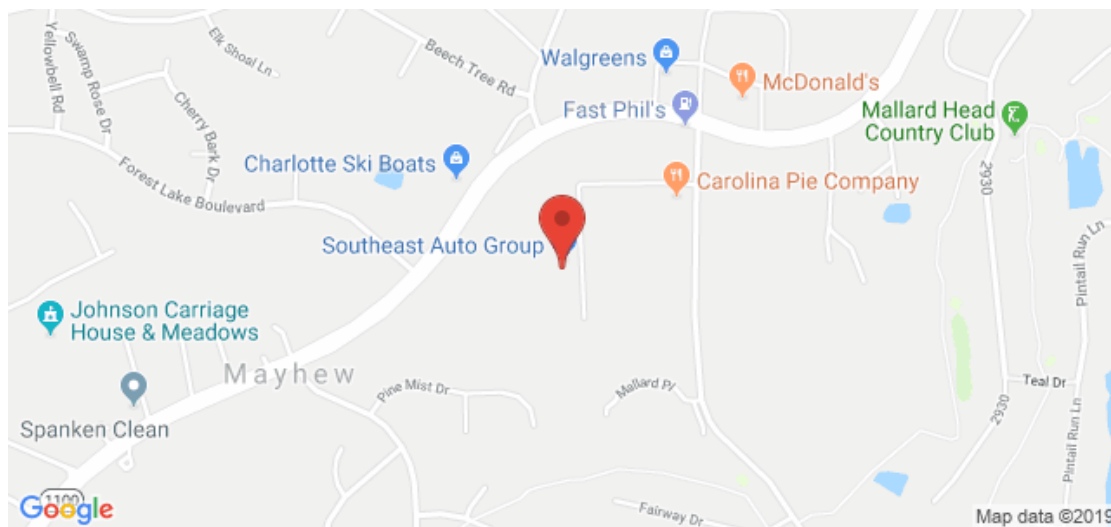 Yellowbell Rd
Swamp Rose Dr
Elk Shoal Ln
Cherry Bark Dr
Forest Lake Boulevard
Beech Tree Rd
Walgreens
McDonald's
Fast Phil's
Mallard Head
Country Club
Charlotte Ski Boats
Carolina Pie Company
2930
Southeast Auto Group
Pintail Run Ln
Johnson Carriage
House & Meadows
Mayhew
Pine Mist Dr
Mallard Pl
Teal Dr
2930
Pintail Run Ln
Spanken Clean
1100
Google
Fairway Dr
Map data ©2019